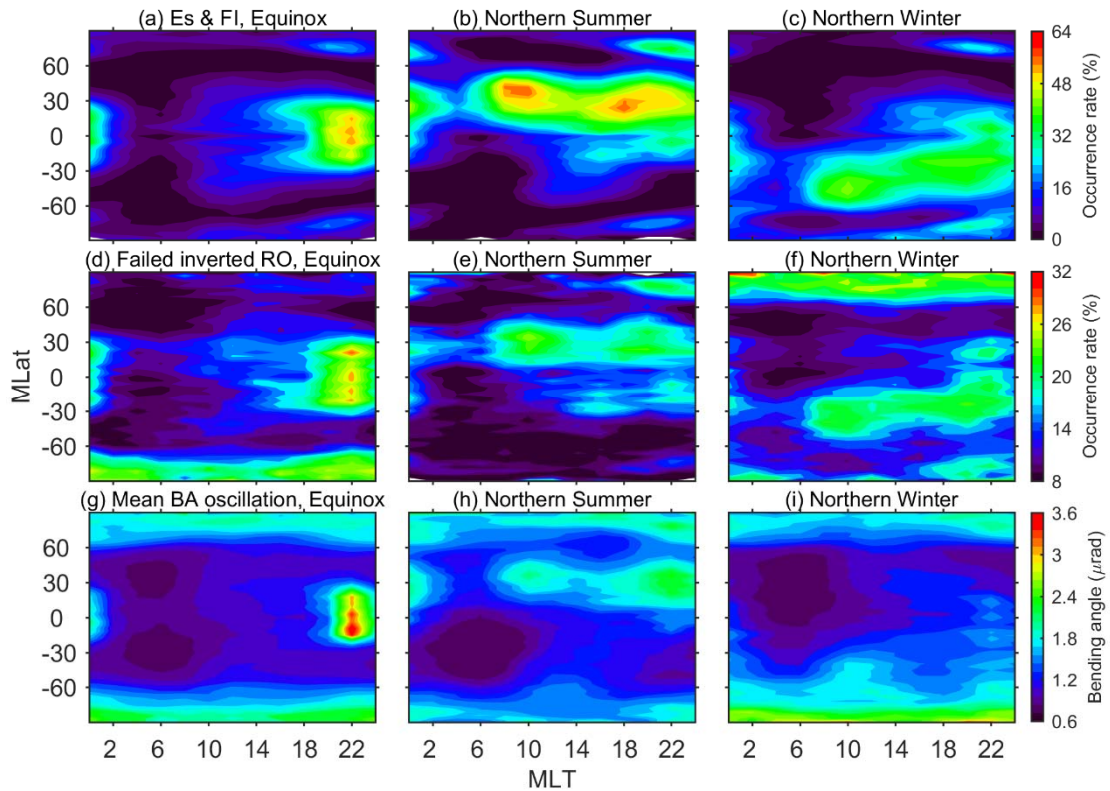 (a) Es & FI, Equinox (b) Northern Summer (c) Northern Winter
60 30 0 -30 -60
64 48 32 16 0
Occurrence rate (%)
(d) Failed inverted RO, Equinox (e) Northern Summer (f) Northern Winter
MLat
60 30 0 -30 -60
32 26 20 14 8
Occurrence rate (%)
(g) Mean BA oscillation, Equinox (h) Northern Summer (i) Northern Winter
60 30 0 -30 -60
3.6 3 2.4 1.8 1.2 0.6
Bending angle (μrad)
2 6 10 14 18 22 2 6 10 14 18 22 2 6 10 14 18 22
MLT